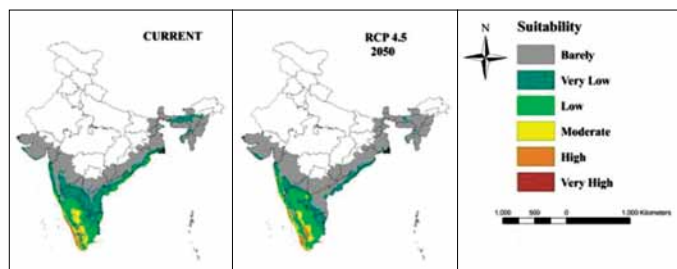 CURRENT
RCP 4.5
2050
Suitability
N
Barely
Very Low
Low
Moderate
High
Very High
1,000 500 0 1,000 Kilometers